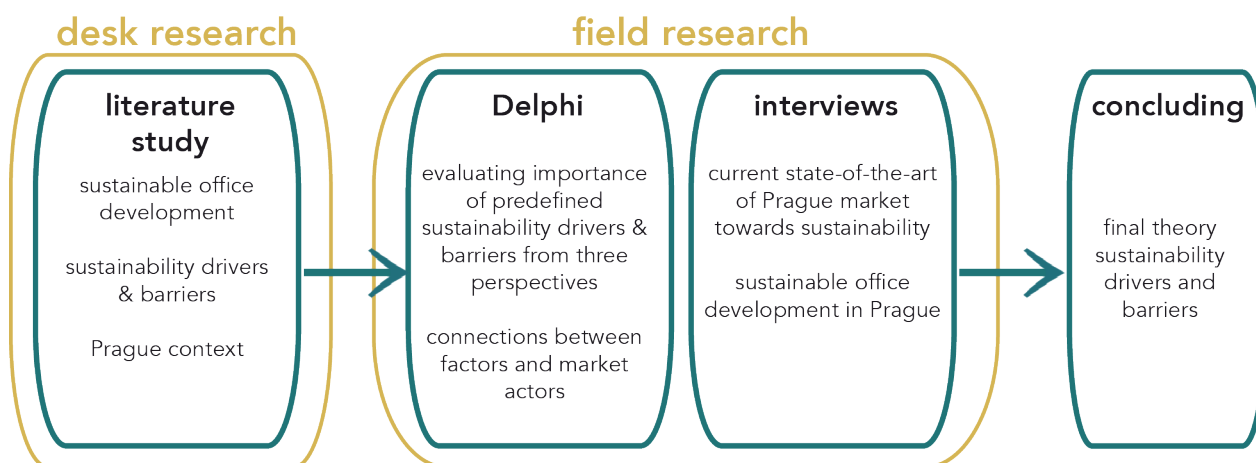 desk research
field research
literature
study
sustainable office
development
sustainability drivers
& barriers
Prague context
Delphi
evaluating importance
of predefined
sustainability drivers &
barriers from three
perspectives
connections between
factors and market
actors
interviews
current state-of-the-art
of Prague market
towards sustainability
sustainable office
development in Prague
concluding
final theory
sustainability
drivers and
barriers